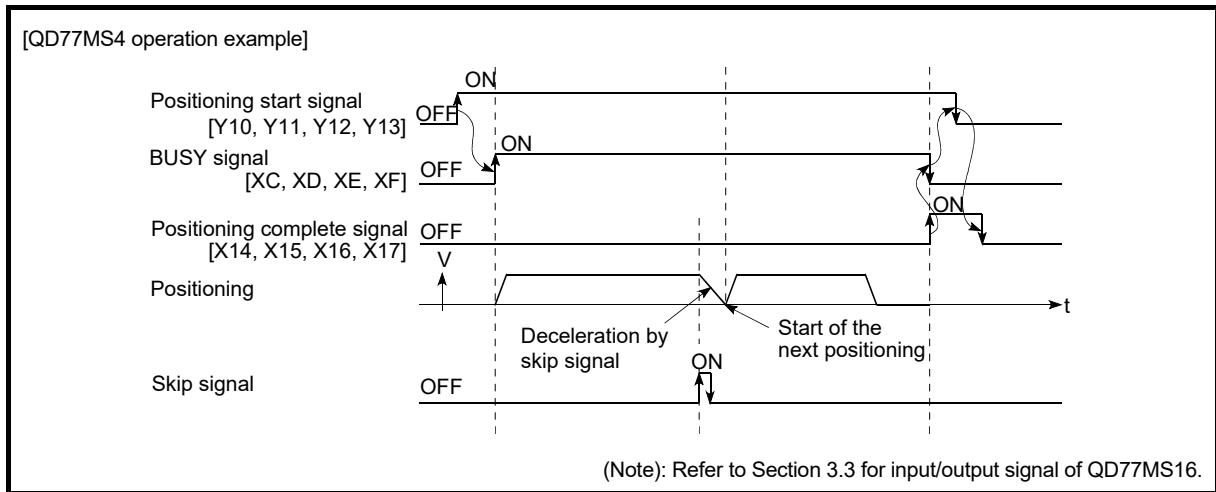 [QD77MS4 operation example]
ON
Positioning start signal
[Y10, Y11, Y12, Y13]
OFF
BUSY signal
[XC, XD, XE, XF]
ON
OFF
Positioning complete signal
[X14, X15, X16, X17]
OFF
ON
V
Positioning
t
Deceleration by
skip signal
Start of the
next positioning
ON
Skip signal
OFF
(Note): Refer to Section 3.3 for input/output signal of QD77MS16.